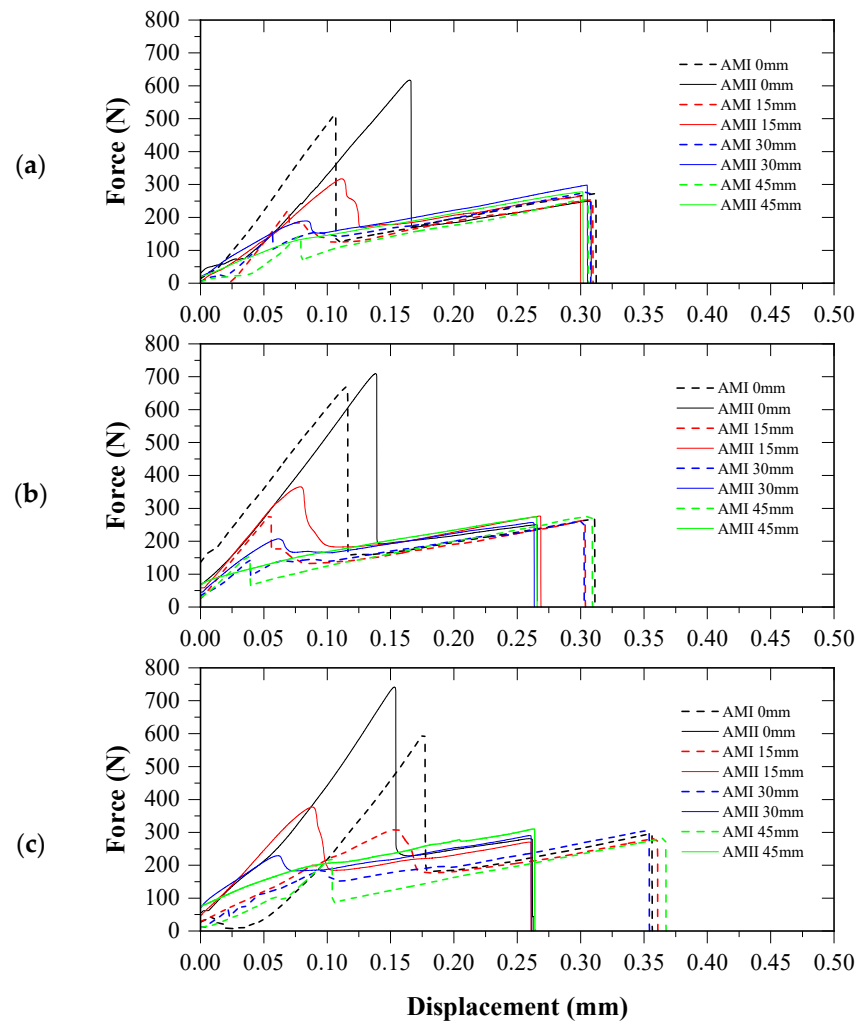 (a)
Force (N)
800
700
600
500
400
300
200
100
0
AMI 0mm
AMII 0mm
AMI 15mm
AMII 15mm
AMI 30mm
AMII 30mm
AMI 45mm
AMII 45mm
0.00 0.05 0.10 0.15 0.20 0.25 0.30 0.35 0.40 0.45 0.50
(b)
Force (N)
800
700
600
500
400
300
200
100
0
AMI 0mm
AMII 0mm
AMI 15mm
AMII 15mm
AMI 30mm
AMII 30mm
AMI 45mm
AMII 45mm
0.00 0.05 0.10 0.15 0.20 0.25 0.30 0.35 0.40 0.45 0.50
(c)
Force (N)
800
700
600
500
400
300
200
100
0
AMI 0mm
AMII 0mm
AMI 15mm
AMII 15mm
AMI 30mm
AMII 30mm
AMI 45mm
AMII 45mm
0.00 0.05 0.10 0.15 0.20 0.25 0.30 0.35 0.40 0.45 0.50
Displacement (mm)